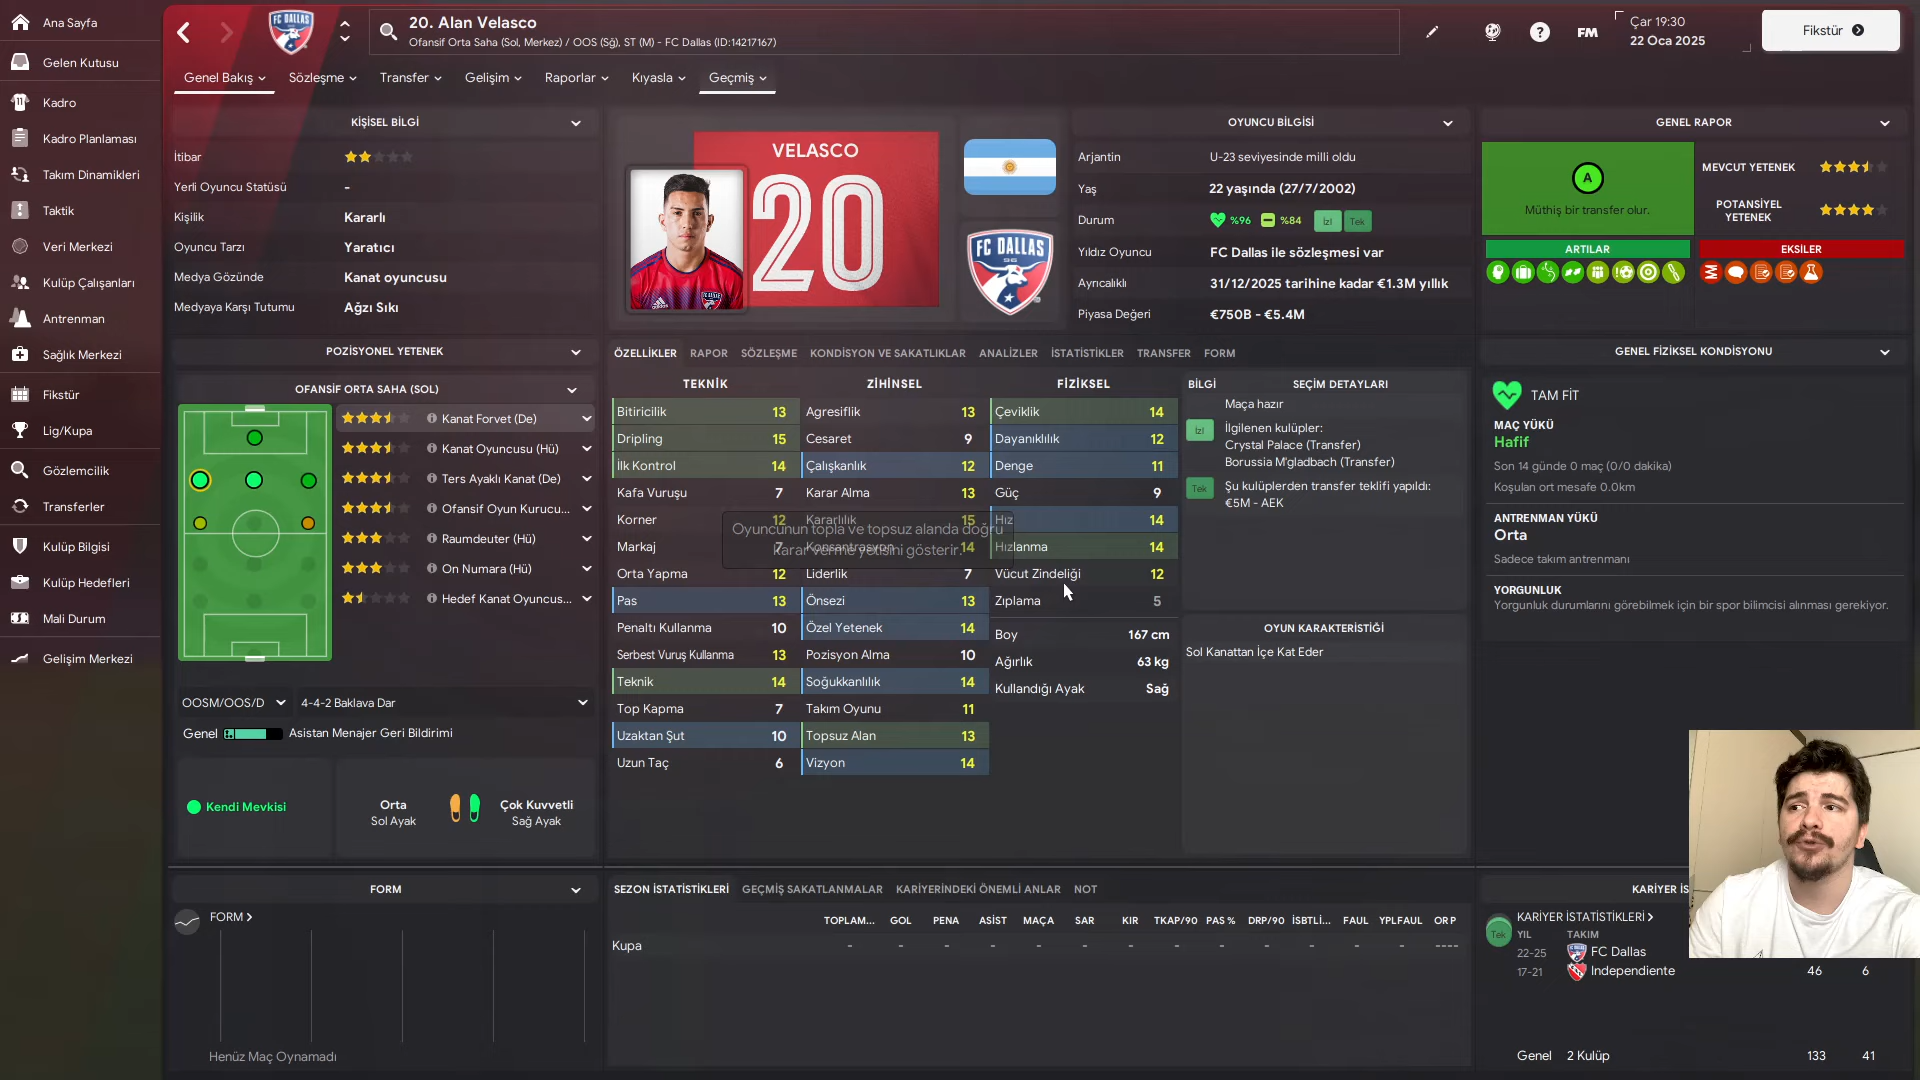 Ana Sayfa
Gelen Kutusu
Kadro
Kadro Planlaması
Takım Dinamikleri
Taktik
Veri Merkezi
Kulüp Çalışanları
Antrenman
Sağlık Merkezi
Fikstür
Lig/Kupa
Gözlemcilik
Transferler
Kulüp Bilgisi
Kulüp Hedefleri
Mali Durum
Gelişim Merkezi
20. Alan Velasco
Ofansif Orta Saha (Sol, Merkez) / OOS (Sğ), ST (M) - FC Dallas (ID:14217167)
FM
Çar 19:30
22 Oca 2025
Fikstür
Genel Bakış
Sözleşme
Transfer
Gelişim
Raporlar
Kıyasla
Geçmiş
KİŞİSEL BİLGİ
İtibar
Yerli Oyuncu Statüsü -
Kişilik Kararlı
Oyuncu Tarzı Yaratıcı
Medya Gözünde Kanat oyuncusu
Medyaya Karşı Tutumu Ağzı Sıkı
VELASCO
20
FC DALLAS
OYUNCU BİLGİSİ
Arjantin U-23 seviyesinde milli oldu
Yaş 22 yaşında (27/7/2002)
Durum %96 %84 İzl Tek
Yıldız Oyuncu FC Dallas ile sözleşmesi var
Ayrıcalıklı 31/12/2025 tarihine kadar €1.3M yıllık
Piyasa Değeri €750B - €5.4M
GENEL RAPOR
A
Müthiş bir transfer olur.
MEVCUT YETENEK
POTANSİYEL
YETENEK
ARTILAR
EKSİLER
POZİSYONEL YETENEK
OFANSİF ORTA SAHA (SOL)
Kanat Forvet (De)
Kanat Oyuncusu (Hü)
Ters Ayaklı Kanat (De)
Ofansif Oyun Kurucu...
Raumdeuter (Hü)
On Numara (Hü)
Hedef Kanat Oyuncus...
OOSM/OOS/D
4-4-2 Baklava Dar
Genel Asistan Menajer Geri Bildirimi
Kendi Mevkisi
Orta
Sol Ayak
Çok Kuvvetli
Sağ Ayak
ÖZELLİKLER RAPOR SÖZLEŞME KONDİSYON VE SAKATLIKLAR ANALİZLER İSTATİSTİKLER TRANSFER FORM
TEKNİK
Bitiricilik 13
Dripling 15
İlk Kontrol 14
Kafa Vuruşu 7
Korner 12
Markaj 7
Orta Yapma 12
Pas 13
Penaltı Kullanma 10
Serbest Vuruş Kullanma 13
Teknik 14
Top Kapma 7
Uzaktan Şut 10
Uzun Taç 6
ZİHİNSEL
Agresiflik 13
Cesaret 9
Çalışkanlık 12
Karar Alma 13
Kararlılık 15
Konsantrasyon 14
Liderlik 7
Önsezi 13
Özel Yetenek 14
Pozisyon Alma 10
Soğukkanlılık 14
Takım Oyunu 11
Topsuz Alan 13
Vizyon 14
Oyuncunun topla ve topsuz alanda doğru
karar verme yetisini gösterir.
FİZİKSEL
Çeviklik 14
Dayanıklılık 12
Denge 11
Güç 9
Hız 14
Hızlanma 14
Vücut Zindeliği 12
Zıplama 5
Boy 167 cm
Ağırlık 63 kg
Kullandığı Ayak Sağ
BİLGİ SEÇİM DETAYLARI
Maça hazır
İzl
İlgilenen kulüpler:
Crystal Palace (Transfer)
Borussia M'gladbach (Transfer)
Tek
Şu kulüplerden transfer teklifi yapıldı:
€5M - AEK
OYUN KARAKTERİSTİĞİ
Sol Kanattan İçe Kat Eder
GENEL FİZİKSEL KONDİSYONU
TAM FİT
MAÇ YÜKÜ
Hafif
Son 14 günde 0 maç (0/0 dakika)
Koşulan ort mesafe 0.0km
ANTRENMAN YÜKÜ
Orta
Sadece takım antrenmanı
YORGUNLUK
Yorgunluk durumlarını görebilmek için bir spor bilimcisi alınması gerekiyor.
FORM
FORM
Henüz Maç Oynamadı
SEZON İSTATİSTİKLERİ GEÇMİŞ SAKATLANMALAR KARİYERİNDEKİ ÖNEMLİ ANLAR NOT
TOPLAM... GOL PENA ASİST MAÇA SAR KIR TKAP/90 PAS % DRP/90 İSBTLİ... FAUL YPLFAUL OR P
Kupa - - - - - - - - - - - - - ----
KARİYER İS
Tek
KARİYER İSTATİSTİKLERİ
YIL TAKIM
22-25 FC Dallas
17-21 Independiente 46 6
Genel 2 Kulüp 133 41